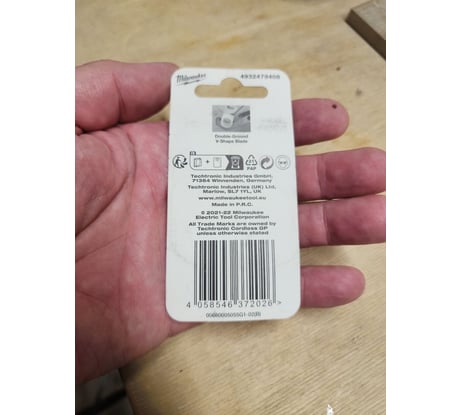 Milwaukee
4932479408
Double-Ground
V-Shape Blade
PAP
Techtronic Industries GmbH,
71364 Winnenden, Germany
Techtronic Industries (UK) Ltd,
Marlow, SL7 1YL, UK
www.milwaukeetool.eu
Made in P.R.C.
© 2021-22 Milwaukee
Electric Tool Corporation
All Trade Marks are owned by
Techtronic Cordless GP
unless otherwise stated
4 058546 372026 >